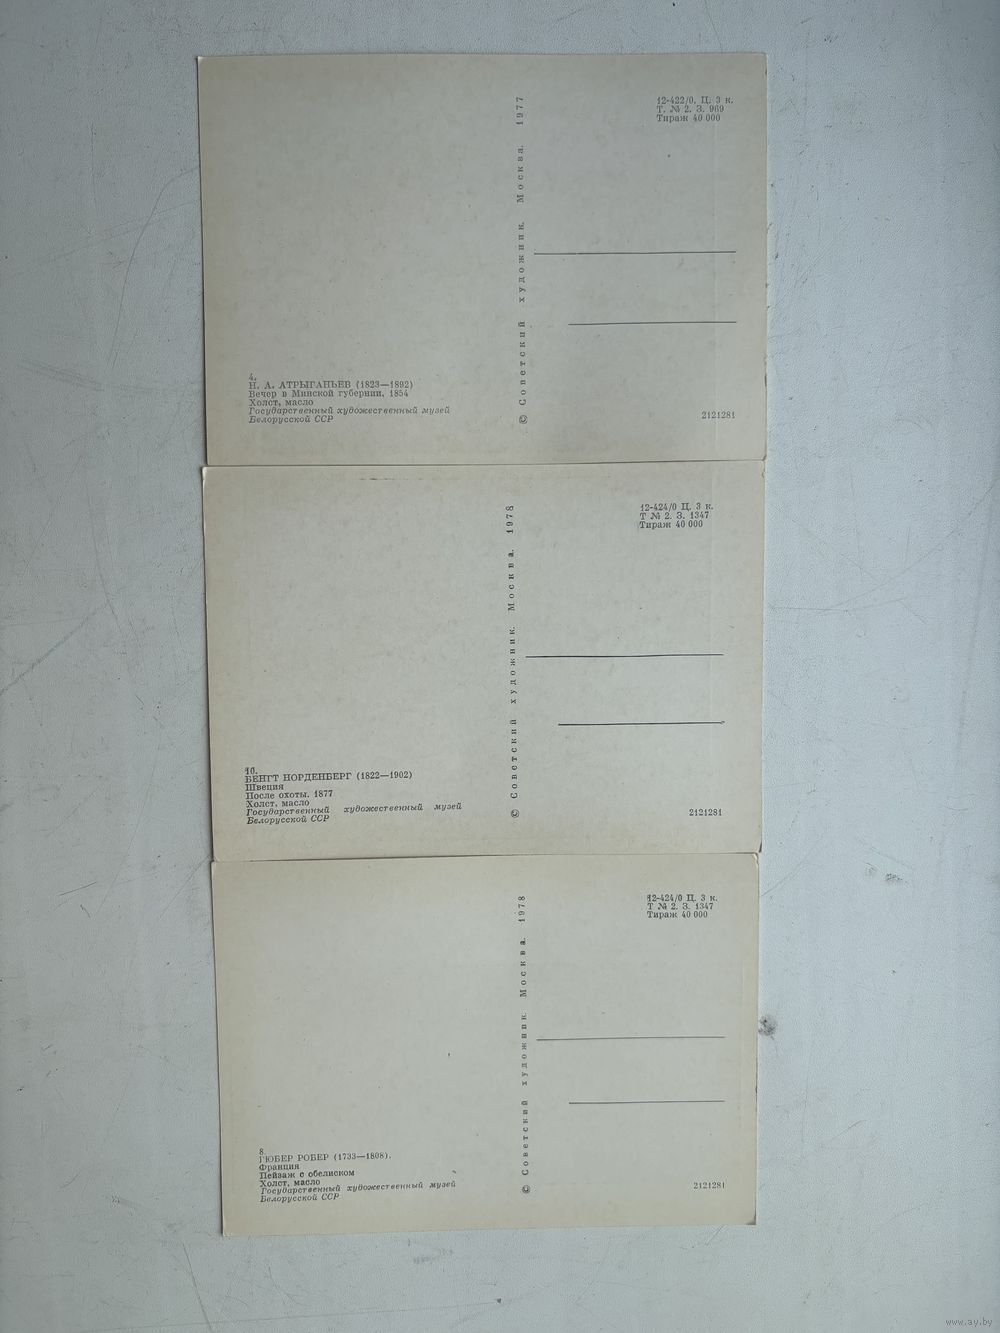 12-422/0. Ц. 3 к.
Т. № 2. З. 969
Тираж 40 000
© Советский художник. Москва. 1977
4.
Н. А. АТРЫГАНЬЕВ (1823—1892)
Вечер в Минской губернии. 1854
Холст, масло
Государственный художественный музей
Белорусской ССР
2121281
12-424/0 Ц. 3 к.
Т № 2. З. 1347
Тираж 40 000
© Советский художник. Москва. 1978
10.
БЕНГТ НОРДЕНБЕРГ (1822—1902)
Швеция
После охоты. 1877
Холст, масло
Государственный художественный музей
Белорусской ССР
2121281
12-424/0 Ц. 3 к.
Т № 2. З. 1347
Тираж 40 000
© Советский художник. Москва. 1978
8.
ГЮБЕР РОБЕР (1733—1808).
Франция
Пейзаж с обелиском
Холст, масло
Государственный художественный музей
Белорусской ССР
2121281
www.ay.by